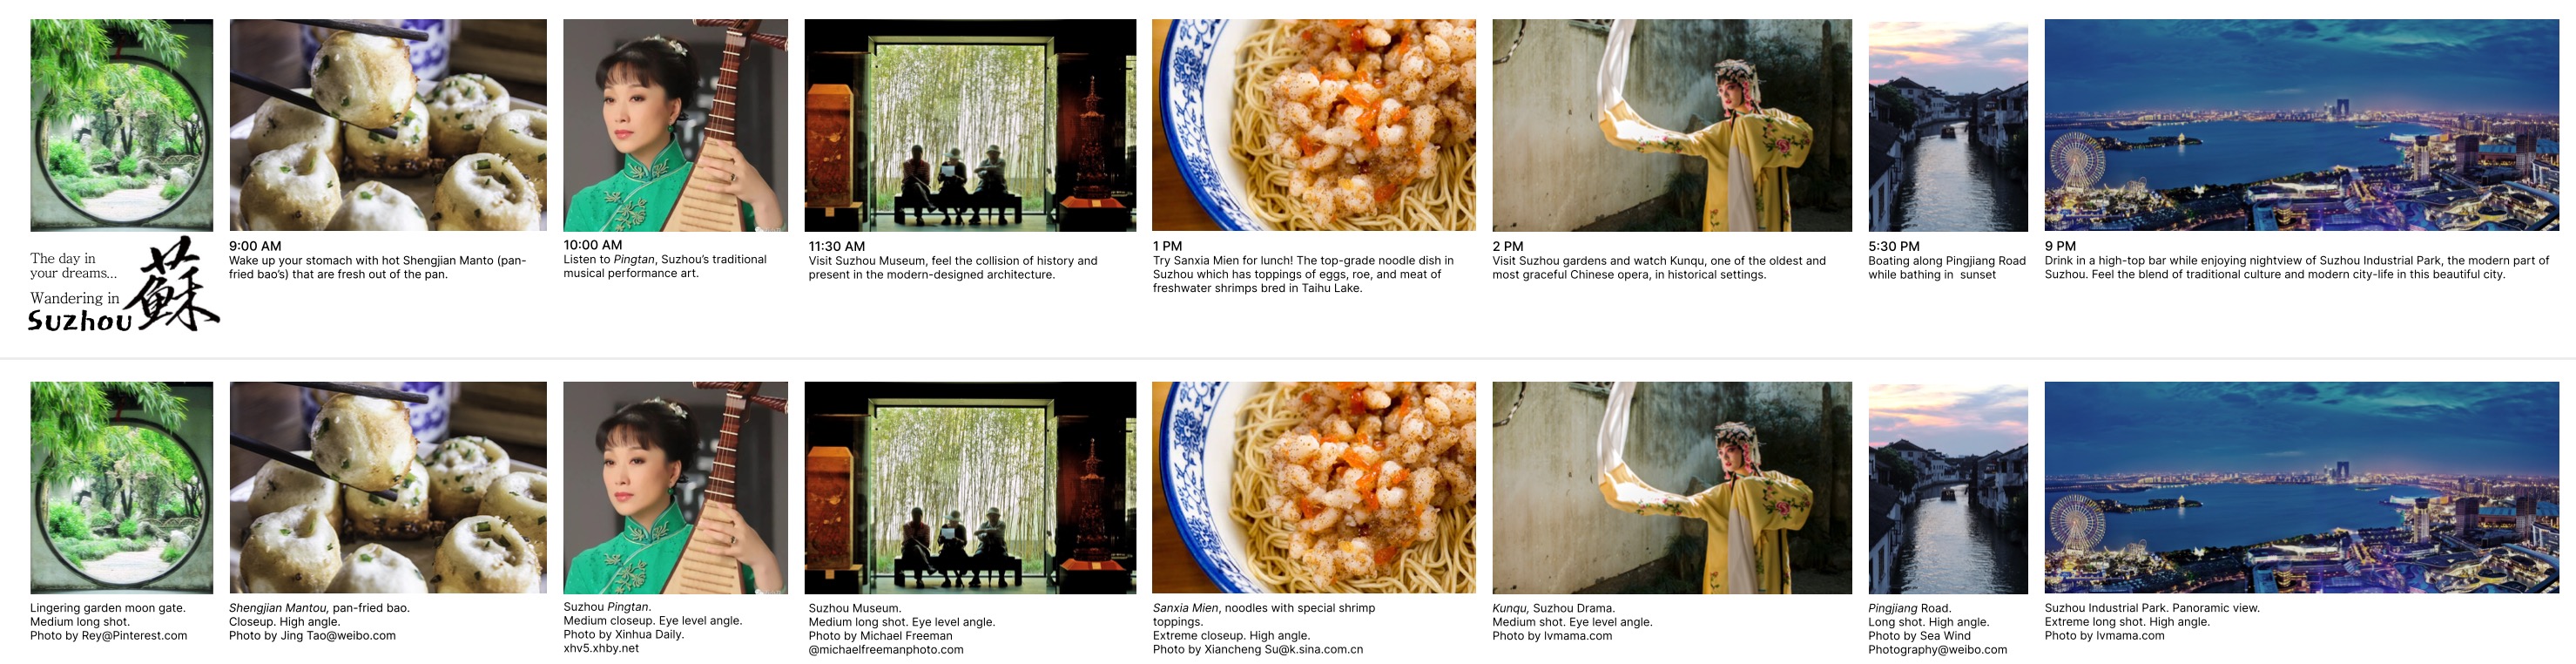 The day in
your dreams...
Wandering in
Suzhou
蘇
9:00 AM
Wake up your stomach with hot Shengjian Manto (pan-
fried bao's) that are fresh out of the pan.
10:00 AM
Listen to Pingtan, Suzhou's traditional
musical performance art.
11:30 AM
Visit Suzhou Museum, feel the collision of history and
present in the modern-designed architecture.
1 PM
Try Sanxia Mien for lunch! The top-grade noodle dish in
Suzhou which has toppings of eggs, roe, and meat of
freshwater shrimps bred in Taihu Lake.
2 PM
Visit Suzhou gardens and watch Kunqu, one of the oldest and
most graceful Chinese opera, in historical settings.
5:30 PM
Boating along Pingjiang Road
while bathing in  sunset
9 PM
Drink in a high-top bar while enjoying nightview of Suzhou Industrial Park, the modern part of
Suzhou. Feel the blend of traditional culture and modern city-life in this beautiful city.
Lingering garden moon gate.
Medium long shot.
Photo by Rey@Pinterest.com
Shengjian Mantou, pan-fried bao.
Closeup. High angle.
Photo by Jing Tao@weibo.com
Suzhou Pingtan.
Medium closeup. Eye level angle.
Photo by Xinhua Daily.
xhv5.xhby.net
Suzhou Museum.
Medium long shot. Eye level angle.
Photo by Michael Freeman
@michaelfreemanphoto.com
Sanxia Mien, noodles with special shrimp
toppings.
Extreme closeup. High angle.
Photo by Xiancheng Su@k.sina.com.cn
Kunqu, Suzhou Drama.
Medium shot. Eye level angle.
Photo by lvmama.com
Pingjiang Road.
Long shot. High angle.
Photo by Sea Wind
Photography@weibo.com
Suzhou Industrial Park. Panoramic view.
Extreme long shot. High angle.
Photo by lvmama.com